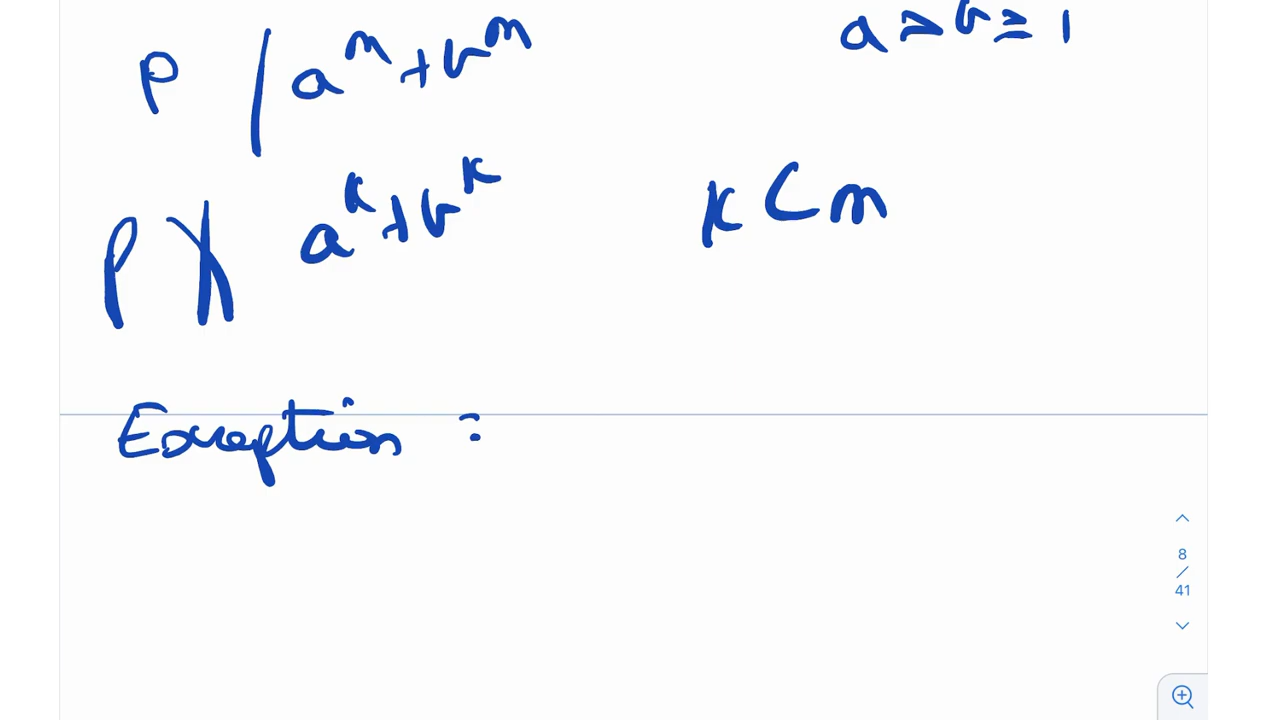 p | a^n + b^n a > b ≥ 1
p ∤ a^k + b^k k < n
Exception :
8
/
41